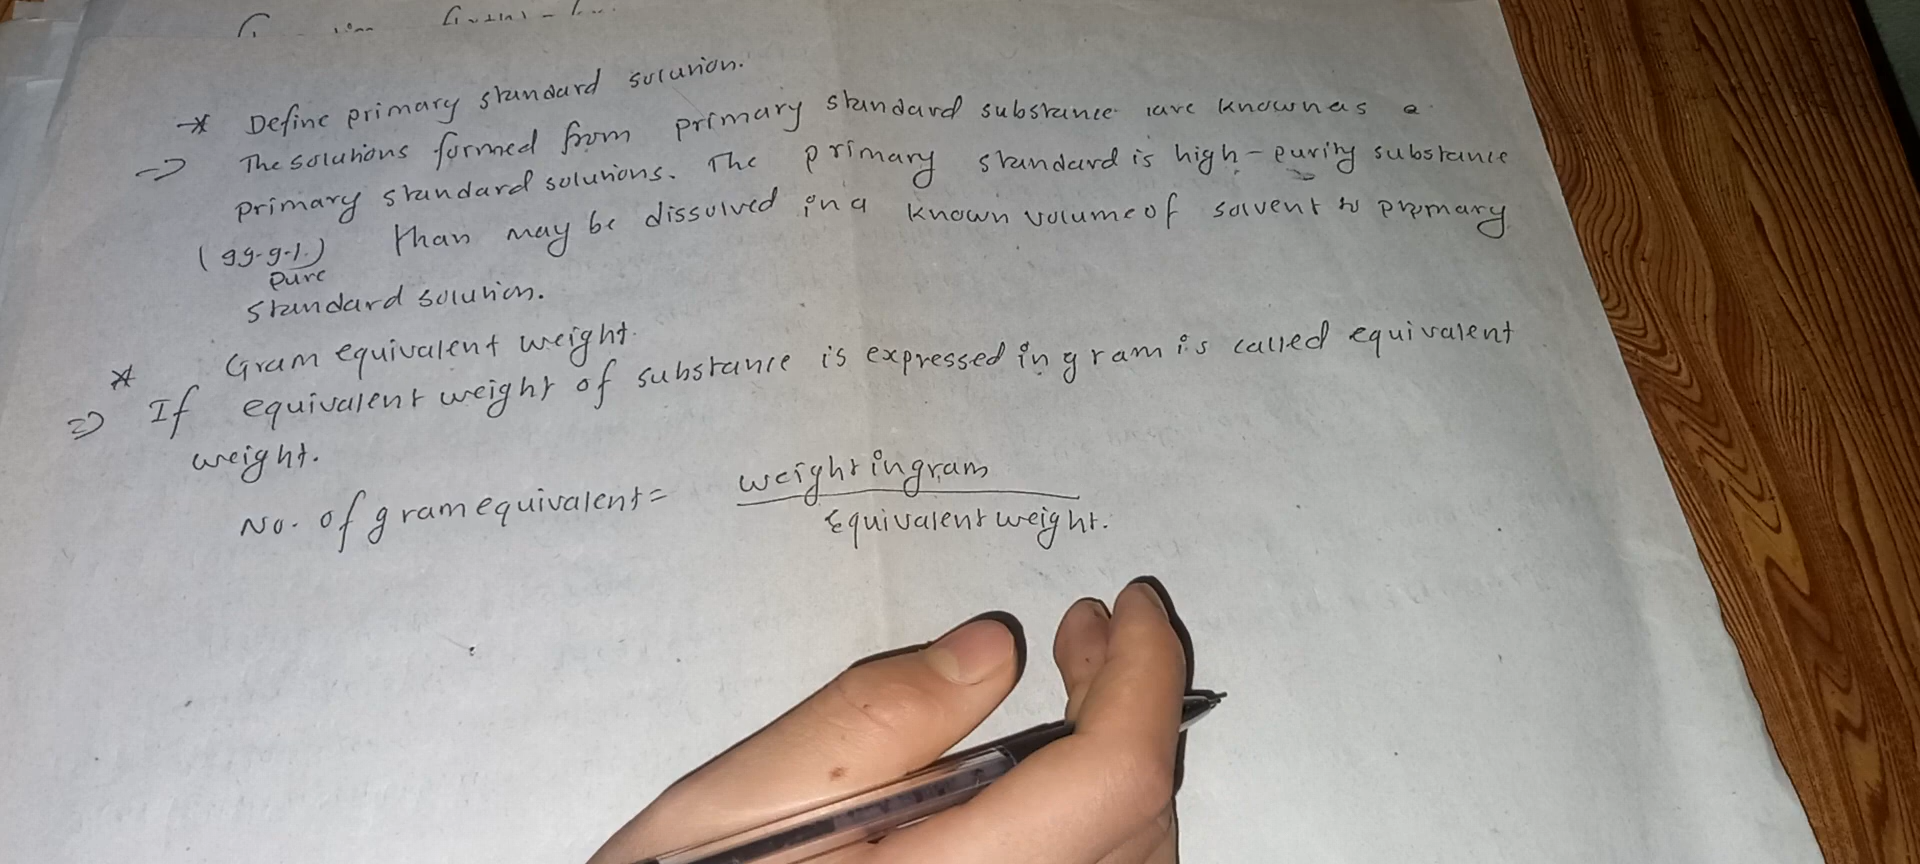 * Define primary standard solution.
-> The solutions formed from primary standard substance are known as a
primary standard solutions. The primary standard is high-purity substance
(99.9%) than may be dissolved in a known volume of solvent to primary
pure
standard solution.
* Gram equivalent weight.
=> If equivalent weight of substance is expressed in gram is called equivalent
weight.
No. of gram equivalent = weight in gram
Equivalent weight.